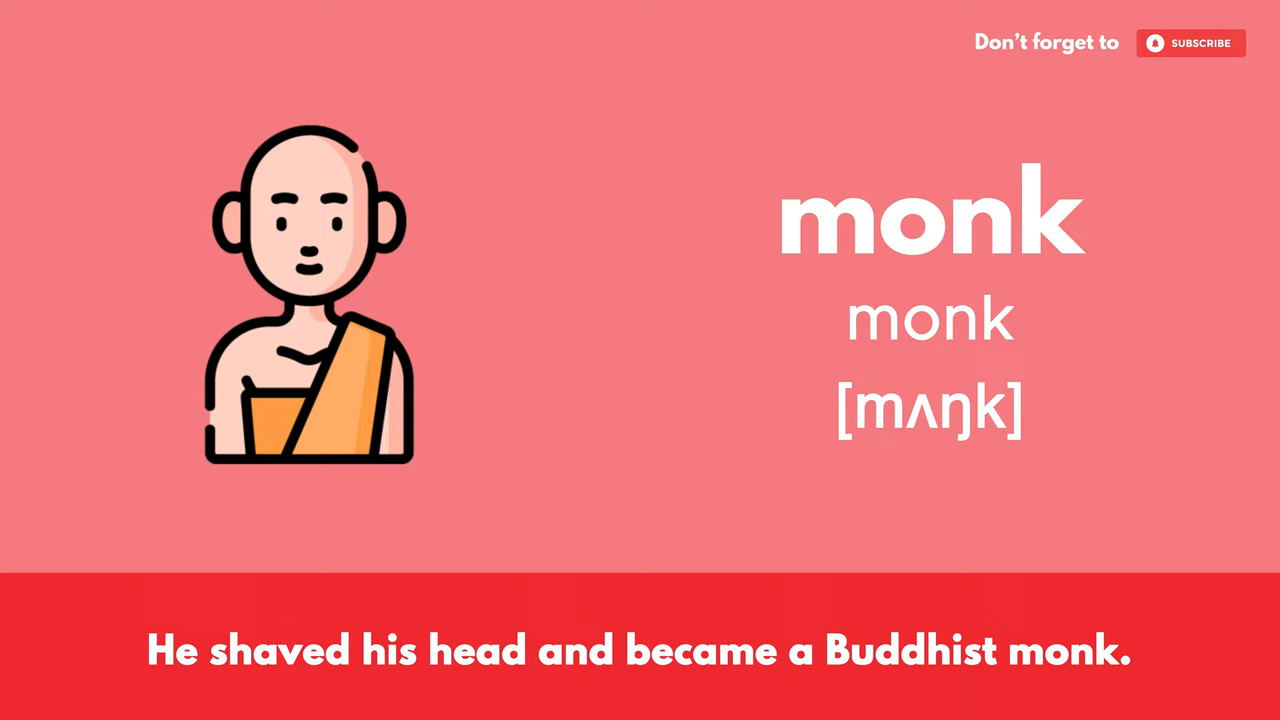 Don't forget to SUBSCRIBE
monk
monk
[mʌŋk]
He shaved his head and became a Buddhist monk.